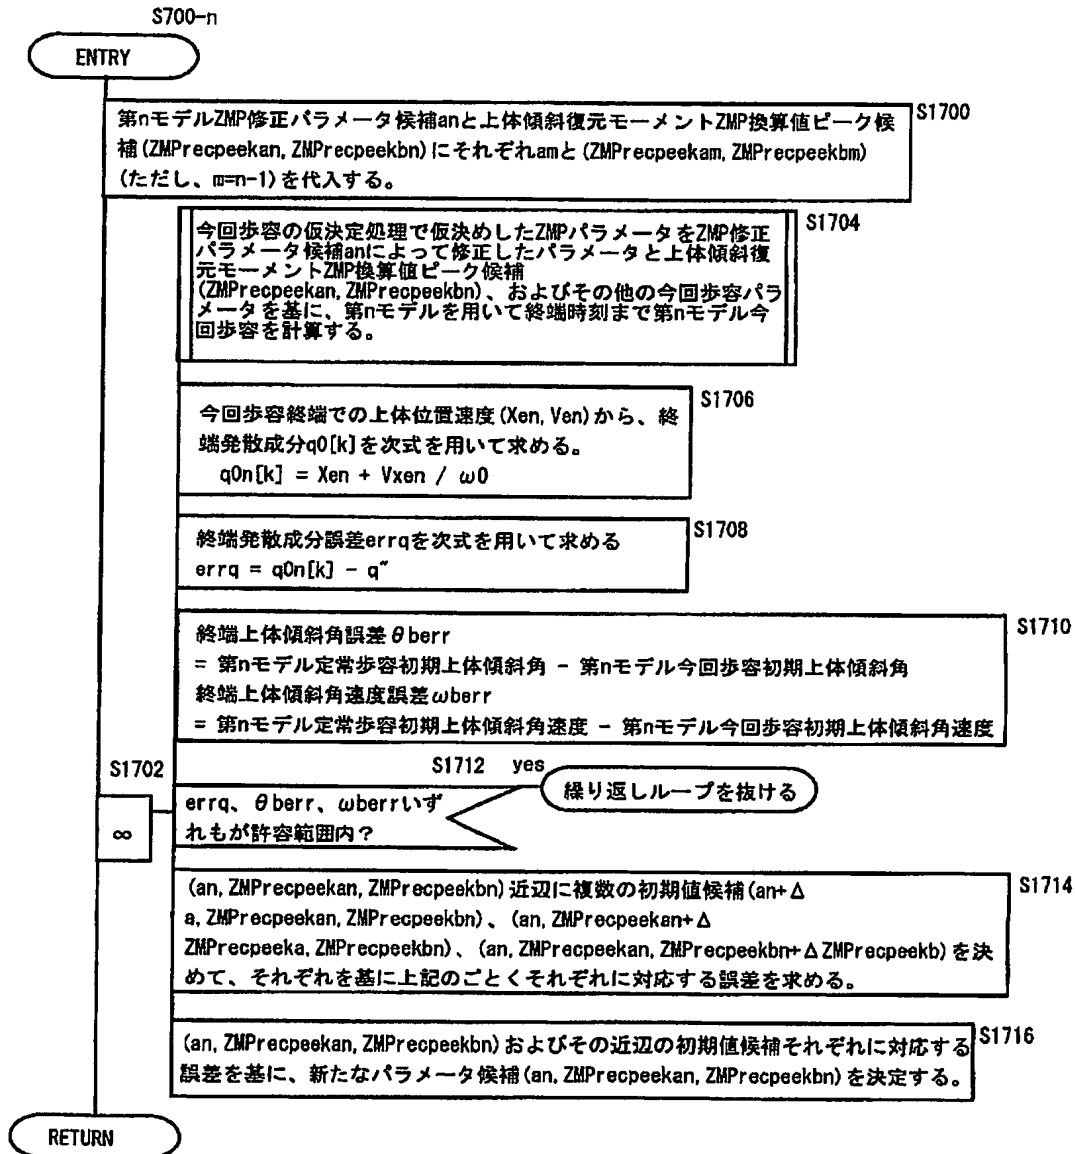 S700-n
ENTRY
S1700
第nモデルZMP修正パラメータ候補anと上体傾斜復元モーメントZMP換算値ピーク候
補(ZMPrecpeekan, ZMPrecpeekbn)にそれぞれamと(ZMPrecpeekam, ZMPrecpeekbm)
(ただし、m=n-1)を代入する。
S1704
今回歩容の仮決定処理で仮決めしたZMPパラメータをZMP修正
パラメータ候補anによって修正したパラメータと上体傾斜復
元モーメントZMP換算値ピーク候補
(ZMPrecpeekan, ZMPrecpeekbn)、およびその他の今回歩容パラ
メータを基に、第nモデルを用いて終端時刻まで第nモデル今
回歩容を計算する。
S1706
今回歩容終端での上体位置速度(Xen, Ven)から、終
端発散成分q0[k]を次式を用いて求める。
q0n[k] = Xen + Vxen / ω0
S1708
終端発散成分誤差errqを次式を用いて求める
errq = q0n[k] - q″
S1710
終端上体傾斜角誤差θberr
= 第nモデル定常歩容初期上体傾斜角 - 第nモデル今回歩容初期上体傾斜角
終端上体傾斜角速度誤差ωberr
= 第nモデル定常歩容初期上体傾斜角速度 - 第nモデル今回歩容初期上体傾斜角速度
S1702
∞
S1712 yes
繰り返しループを抜ける
errq、θberr、ωberrいず
れもが許容範囲内?
S1714
(an, ZMPrecpeekan, ZMPrecpeekbn)近辺に複数の初期値候補(an+Δ
a, ZMPrecpeekan, ZMPrecpeekbn)、(an, ZMPrecpeekan+Δ
ZMPrecpeeka, ZMPrecpeekbn)、(an, ZMPrecpeekan, ZMPrecpeekbn+ΔZMPrecpeekb)を決
めて、それぞれを基に上記のごとくそれぞれに対応する誤差を求める。
S1716
(an, ZMPrecpeekan, ZMPrecpeekbn)およびその近辺の初期値候補それぞれに対応する
誤差を基に、新たなパラメータ候補(an, ZMPrecpeekan, ZMPrecpeekbn)を決定する。
RETURN